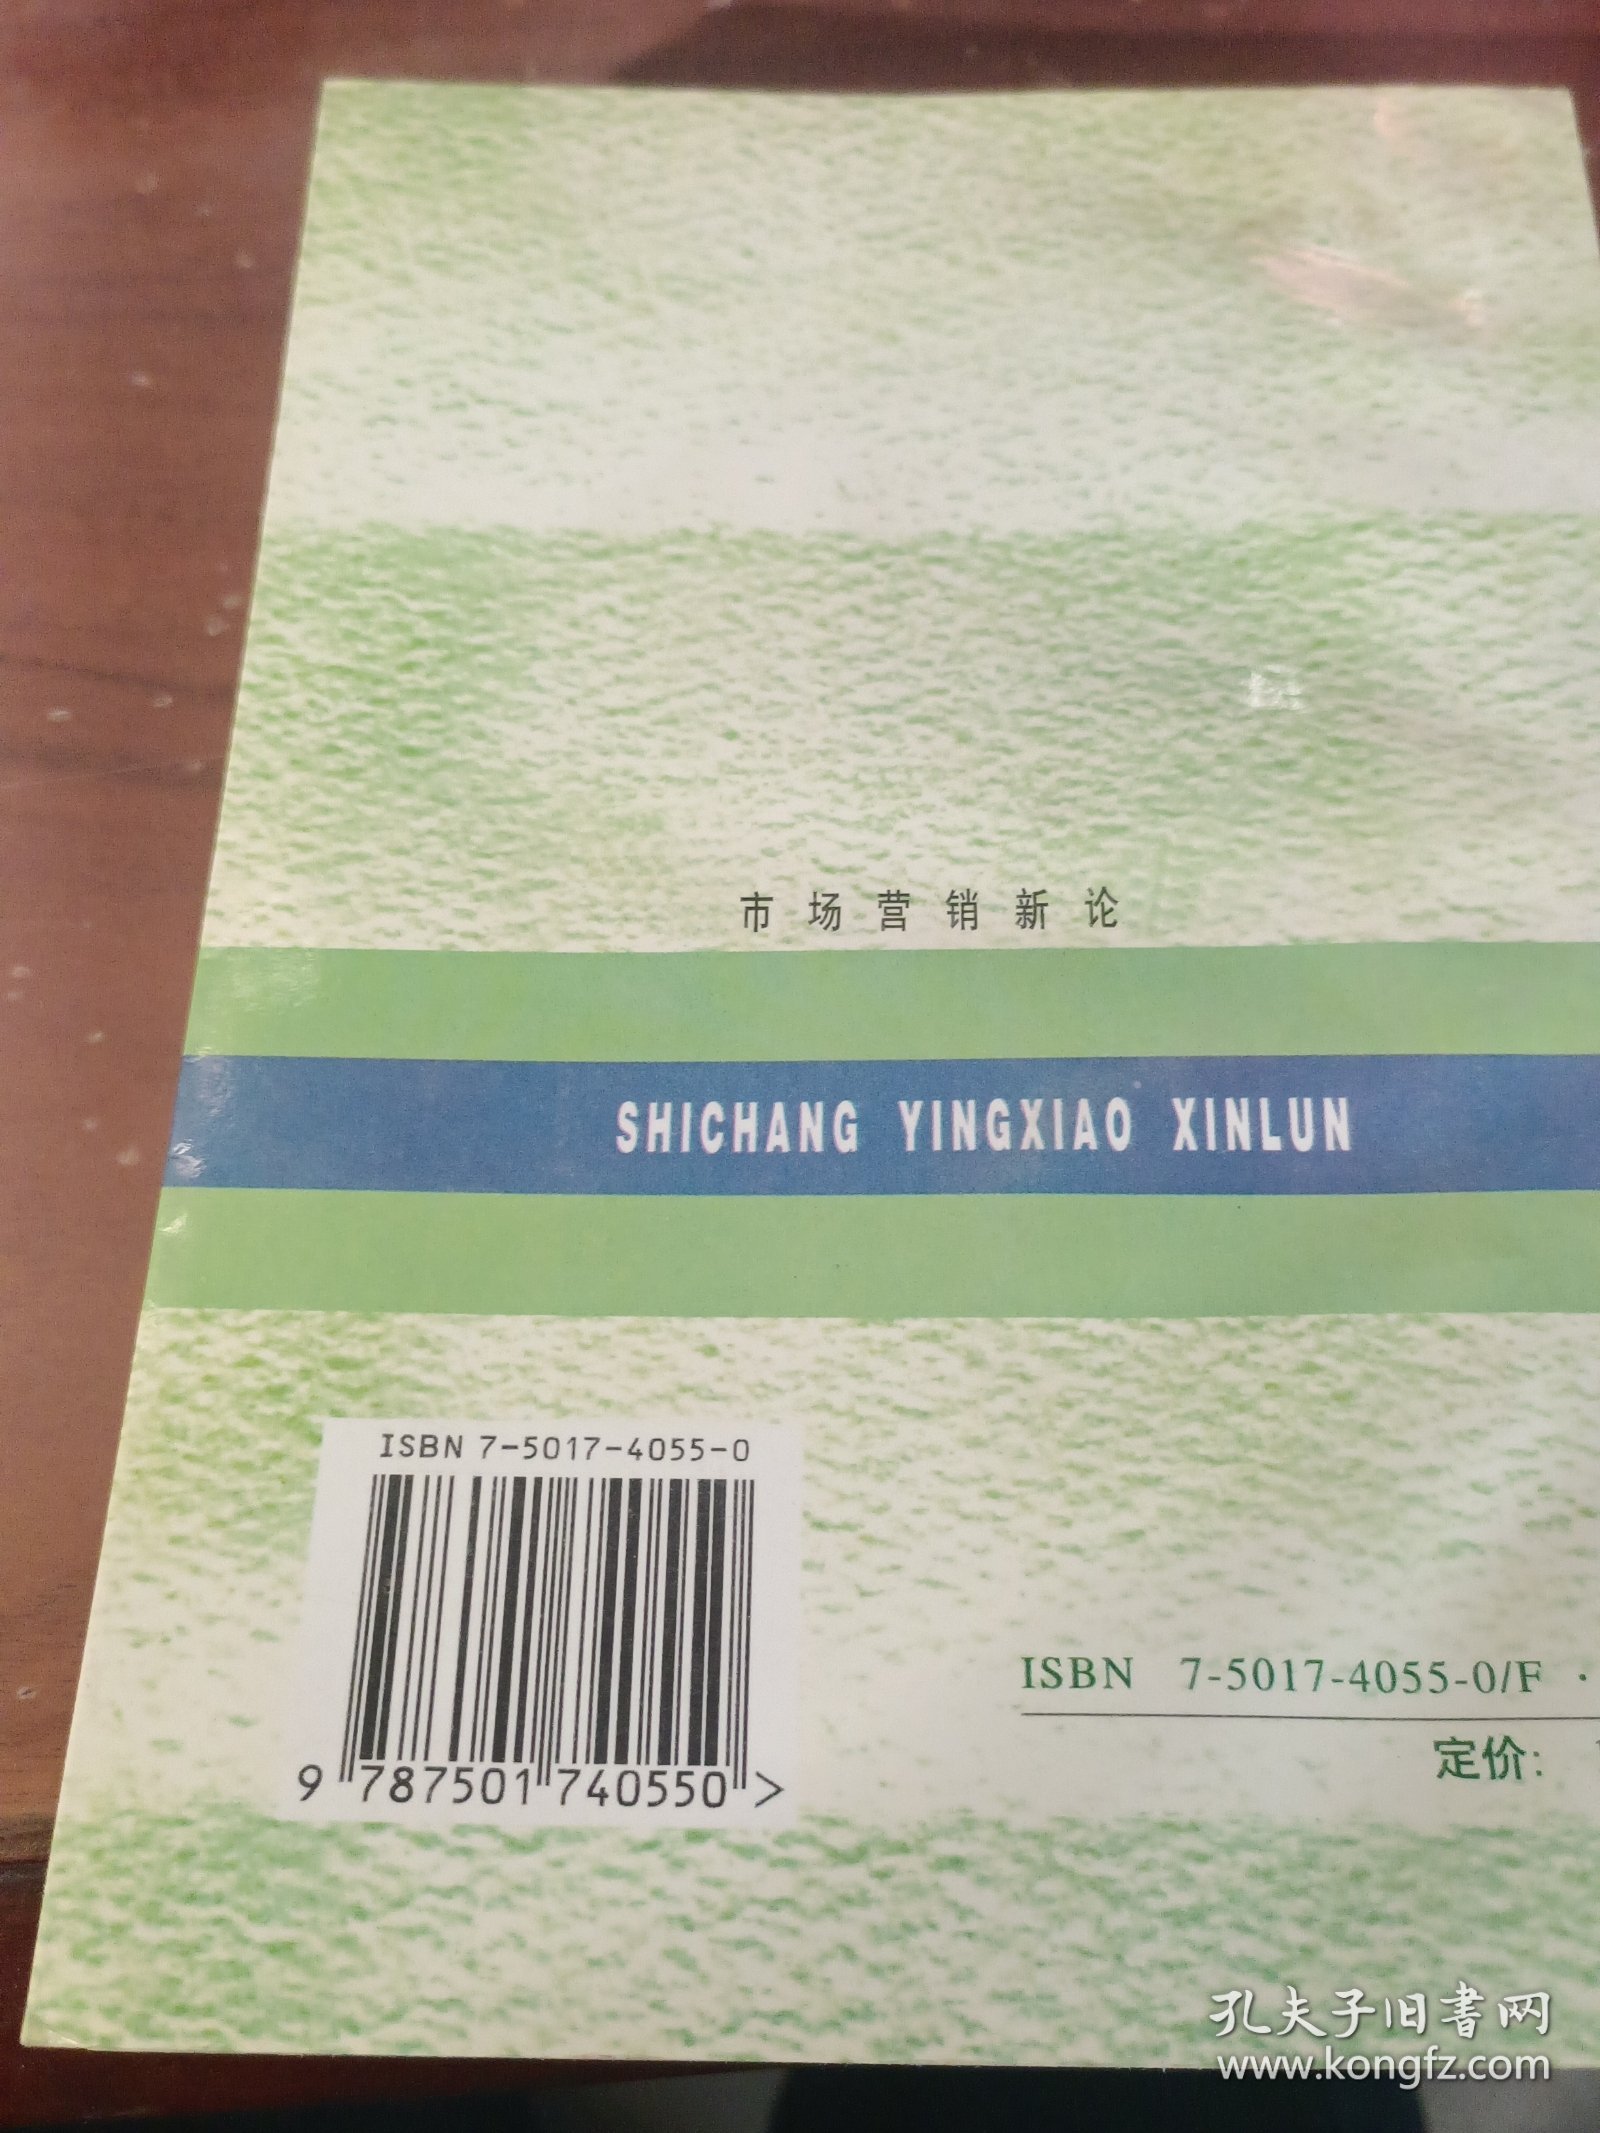 市场营销新论
SHICHANG YINGXIAO XINLUN
ISBN 7-5017-4055-0
9 787501 740550 >
ISBN 7-5017-4055-0/F ·
定价：
孔夫子旧書网
www.kongfz.com